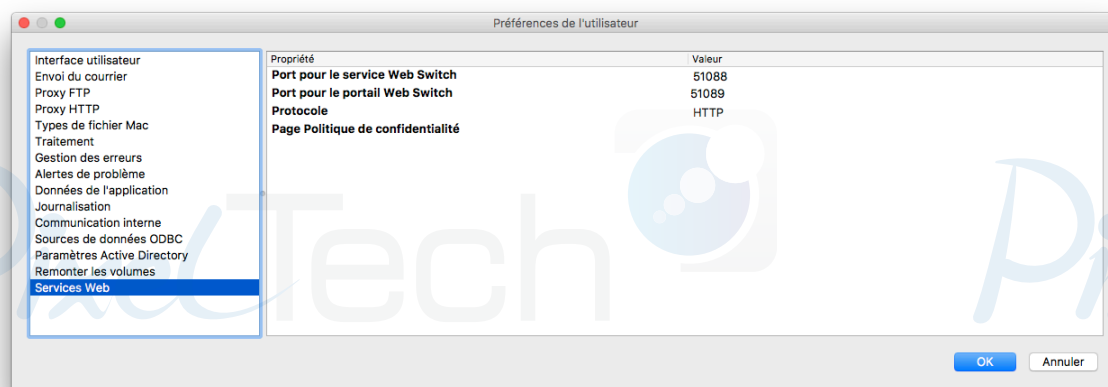 Préférences de l'utilisateur
Interface utilisateur
Envoi du courrier
Proxy FTP
Proxy HTTP
Types de fichier Mac
Traitement
Gestion des erreurs
Alertes de problème
Données de l'application
Journalisation
Communication interne
Sources de données ODBC
Paramètres Active Directory
Remonter les volumes
Services Web
Propriété Valeur
Port pour le service Web Switch 51088
Port pour le portail Web Switch 51089
Protocole HTTP
Page Politique de confidentialité
PixelTech
Pi
OK Annuler